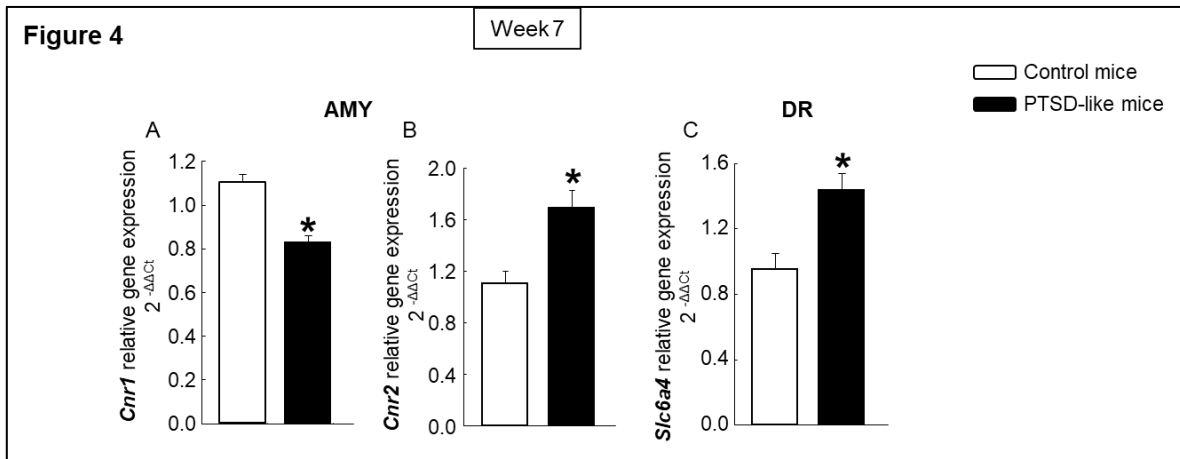 Figure 4
Week 7
Control mice
PTSD-like mice
AMY
DR
A
Cnr1 relative gene expression
2 -ΔΔCt
1.2
1.0
0.8
0.6
0.4
0.2
0.0
*
B
Cnr2 relative gene expression
2 -ΔΔCt
2.0
1.6
1.2
0.8
0.4
0.0
*
C
Slc6a4 relative gene expression
2 -ΔΔCt
1.6
1.2
0.8
0.4
0.0
*